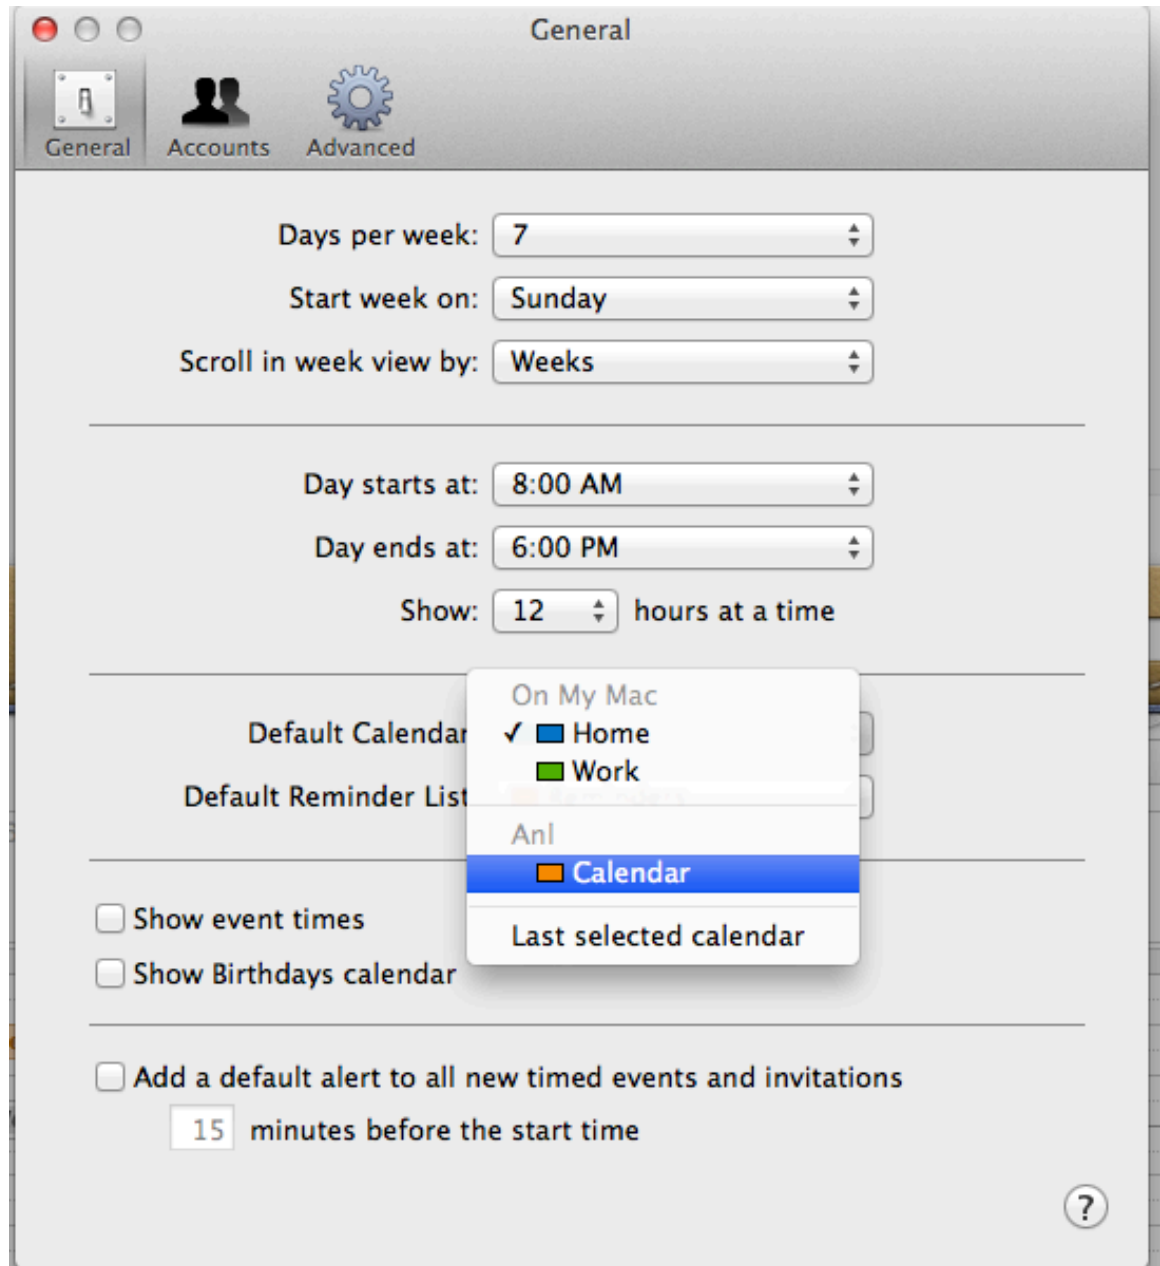 General
General Accounts Advanced
Days per week: 7
Start week on: Sunday
Scroll in week view by: Weeks
Day starts at: 8:00 AM
Day ends at: 6:00 PM
Show: 12 hours at a time
On My Mac
Default Calendar ✓ Home
Work
Default Reminder List
Anl
Calendar
Show event times
Last selected calendar
Show Birthdays calendar
Add a default alert to all new timed events and invitations
15 minutes before the start time
?